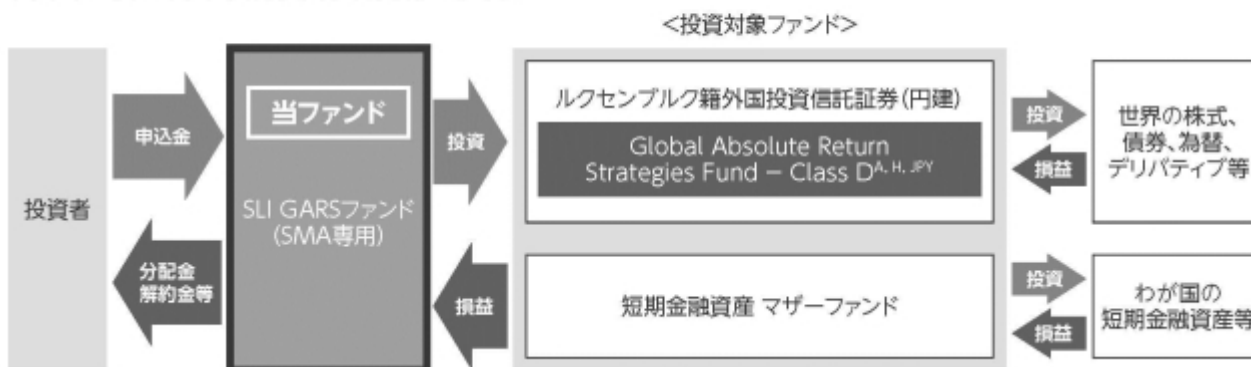 <投資対象ファンド>
投資者
申込金
分配金
解約金等
当ファンド
SLI GARSファンド
(SMA専用)
投資
損益
ルクセンブルク籍外国投資信託証券(円建)
Global Absolute Return
Strategies Fund – Class D^A, H, JPY
短期金融資産 マザーファンド
投資
損益
世界の株式、
債券、為替、
デリバティブ等
投資
損益
わが国の
短期金融資産等